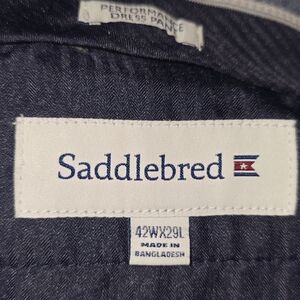 PERFORMANCE
DRESS PANT
Saddlebred
42WX29L
MADE IN
BANGLADESH